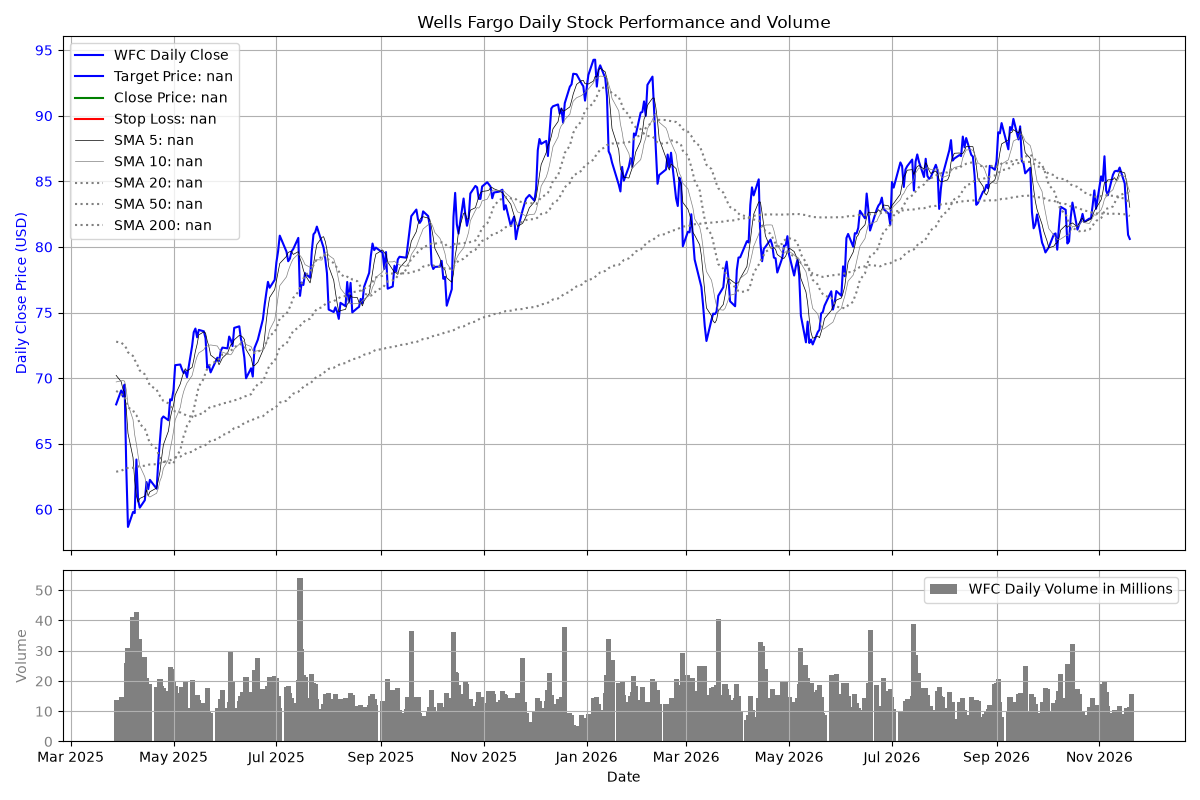 Wells Fargo Daily Stock Performance and Volume
WFC Daily Close
Target Price: nan
Close Price: nan
Stop Loss: nan
SMA 5: nan
SMA 10: nan
SMA 20: nan
SMA 50: nan
SMA 200: nan
Daily Close Price (USD)
95
90
85
80
75
70
65
60
WFC Daily Volume in Millions
Volume
50
40
30
20
10
0
Mar 2025 May 2025 Jul 2025 Sep 2025 Nov 2025 Jan 2026 Mar 2026 May 2026 Jul 2026 Sep 2026 Nov 2026
Date